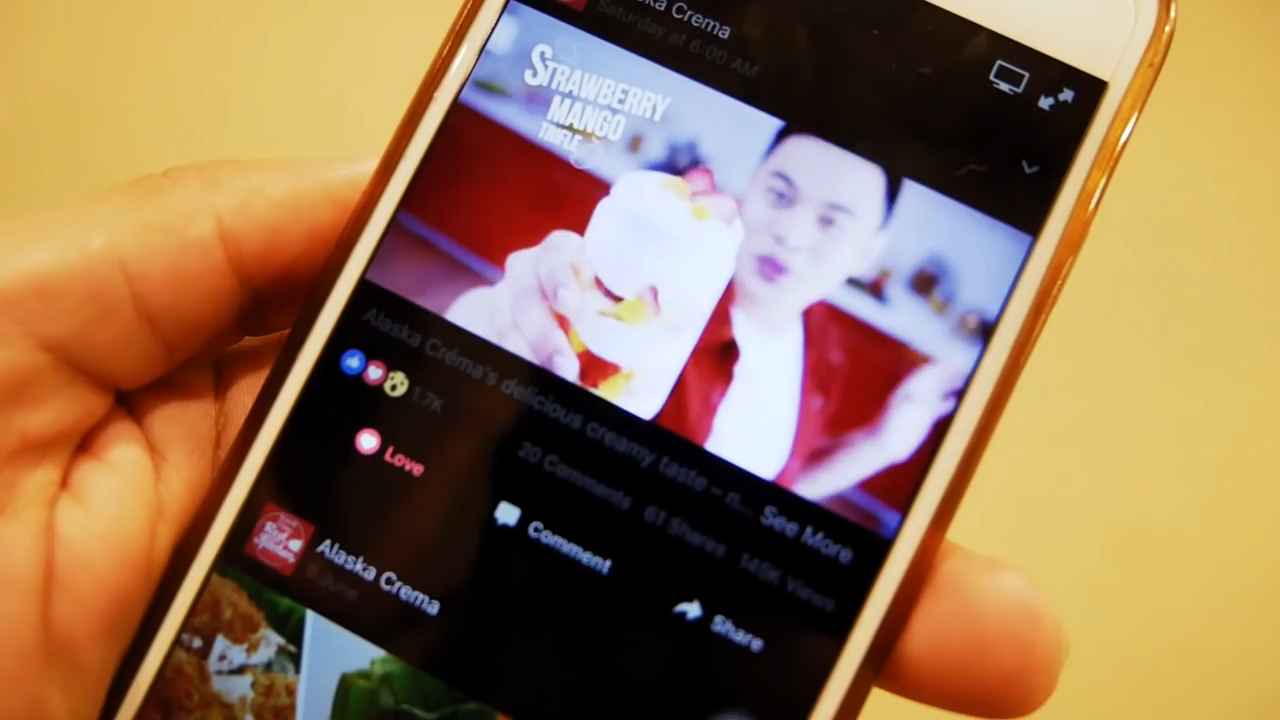 ska Crema
Saturday at 6:00 AM
STRAWBERRY
MANGO
TRIFLE
Alaska Créma's delicious creamy taste – n... See More
1.7K
20 Comments 61 Shares 145K Views
Love
Comment
Share
Alaska Crema